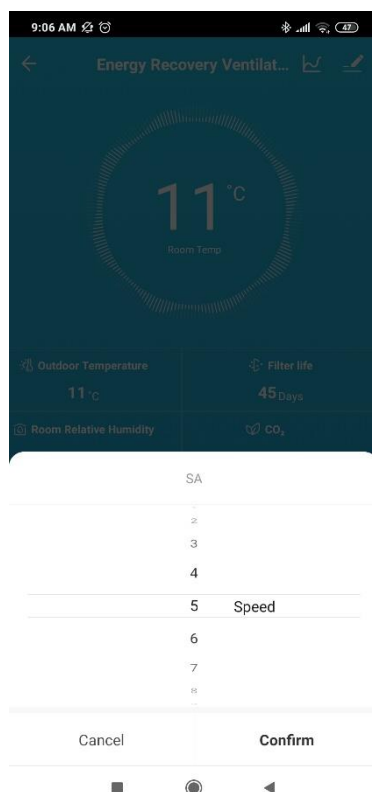 9:06 AM
47
Energy Recovery Ventilat...
11 °C
Room Temp
Outdoor Temperature
Filter life
11 °C
45 Days
Room Relative Humidity
CO₂
SA
2
3
4
5 Speed
6
7
8
Cancel
Confirm